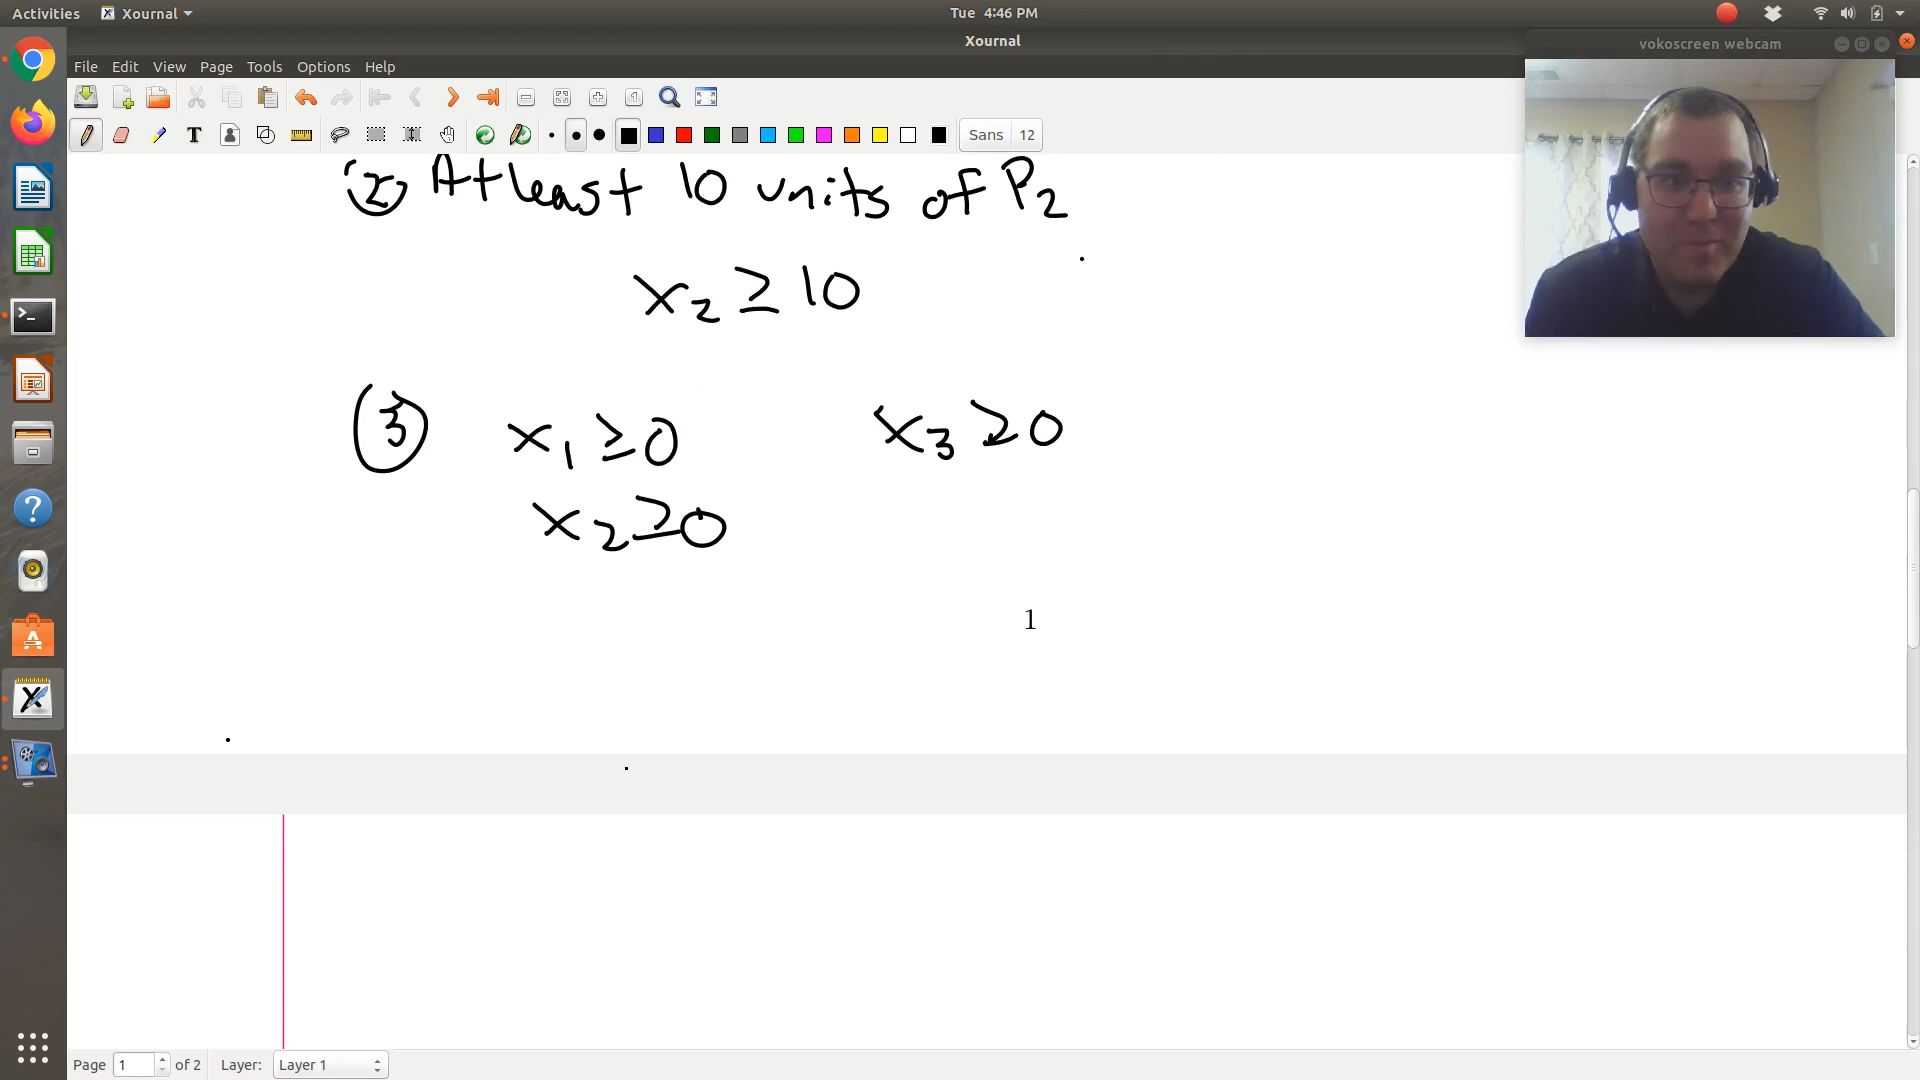 Activities Xournal Tue 4:46 PM
Xournal
vokoscreen webcam
File Edit View Page Tools Options Help
T Sans 12
② At least 10 units of P₂
x₂ ≥ 10
③ x₁ ≥ 0 x₃ ≥ 0
x₂ ≥ 0
1
Page 1 of 2 Layer: Layer 1